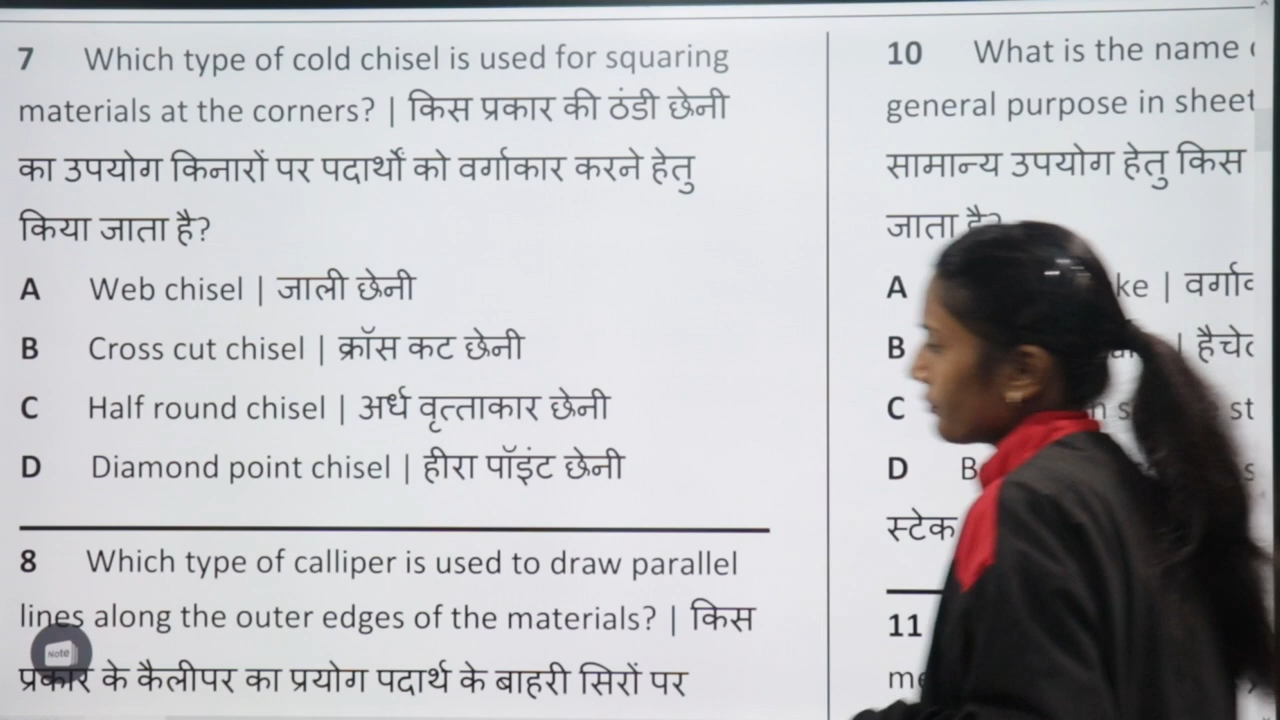 7 Which type of cold chisel is used for squaring
materials at the corners? | किस प्रकार की ठंडी छेनी
का उपयोग किनारों पर पदार्थों को वर्गाकार करने हेतु
किया जाता है?
A Web chisel | जाली छेनी
B Cross cut chisel | क्रॉस कट छेनी
C Half round chisel | अर्ध वृत्ताकार छेनी
D Diamond point chisel | हीरा पॉइंट छेनी
8 Which type of calliper is used to draw parallel
lines along the outer edges of the materials? | किस
प्रकार के कैलीपर का प्रयोग पदार्थ के बाहरी सिरों पर
Note
10 What is the name
general purpose in sheet
सामान्य उपयोग हेतु किस
जाता है?
A |
B |
C st
D
स्टेक
11